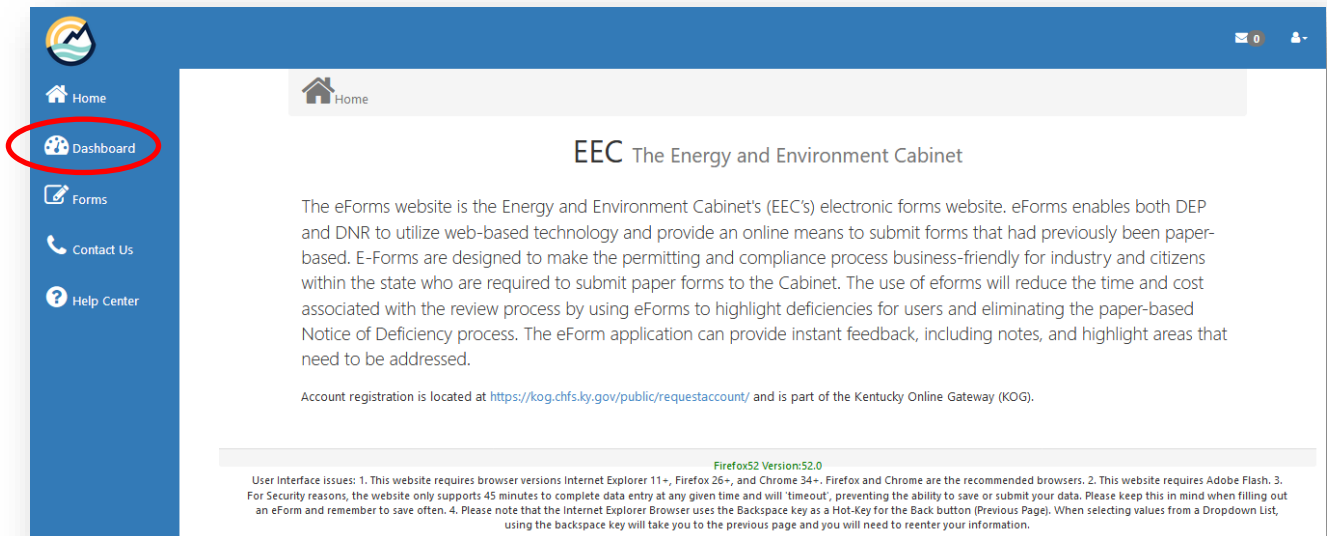 0
Home
Dashboard
Forms
Contact Us
Help Center
Home
EEC The Energy and Environment Cabinet
The eForms website is the Energy and Environment Cabinet's (EEC's) electronic forms website. eForms enables both DEP
and DNR to utilize web-based technology and provide an online means to submit forms that had previously been paper-
based. E-Forms are designed to make the permitting and compliance process business-friendly for industry and citizens
within the state who are required to submit paper forms to the Cabinet. The use of eforms will reduce the time and cost
associated with the review process by using eForms to highlight deficiencies for users and eliminating the paper-based
Notice of Deficiency process. The eForm application can provide instant feedback, including notes, and highlight areas that
need to be addressed.
Account registration is located at https://kog.chfs.ky.gov/public/requestaccount/ and is part of the Kentucky Online Gateway (KOG).
Firefox52 Version:52.0
User Interface issues: 1. This website requires browser versions Internet Explorer 11+, Firefox 26+, and Chrome 34+. Firefox and Chrome are the recommended browsers. 2. This website requires Adobe Flash. 3.
For Security reasons, the website only supports 45 minutes to complete data entry at any given time and will 'timeout', preventing the ability to save or submit your data. Please keep this in mind when filling out
an eForm and remember to save often. 4. Please note that the Internet Explorer Browser uses the Backspace key as a Hot-Key for the Back button (Previous Page). When selecting values from a Dropdown List,
using the backspace key will take you to the previous page and you will need to reenter your information.